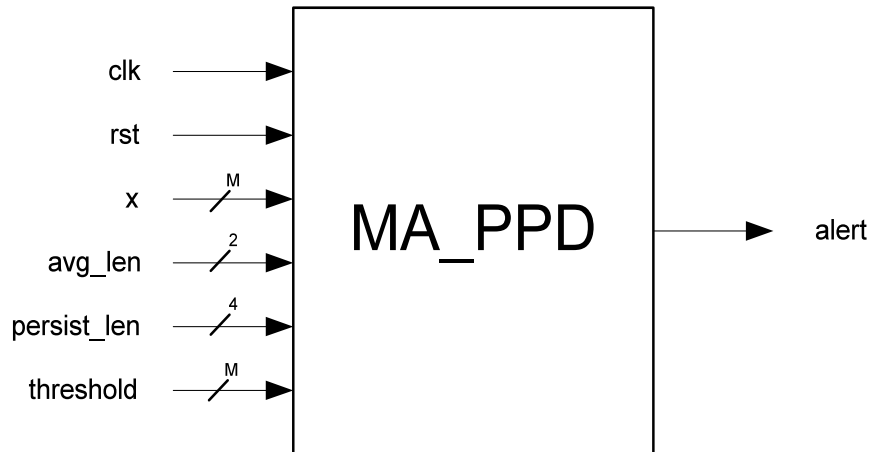 clk
rst
x
M
avg_len
2
persist_len
4
threshold
M
MA_PPD
alert